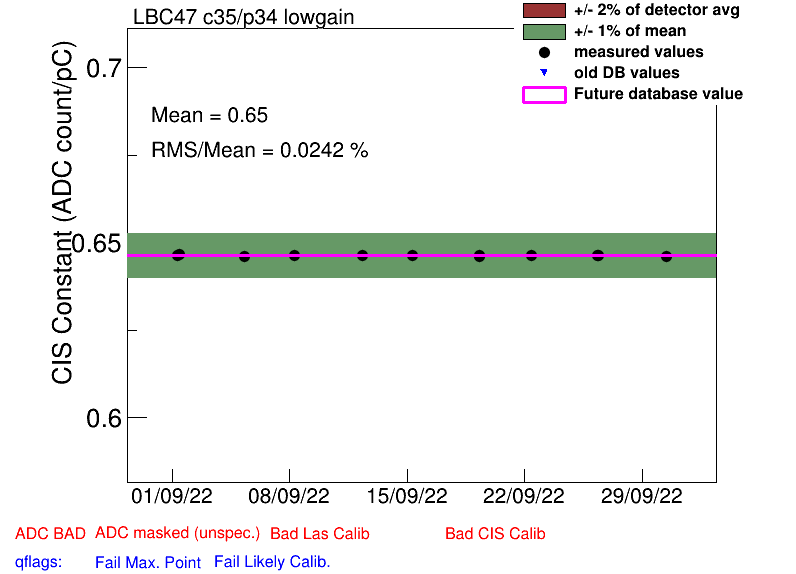 LBC47 c35/p34 lowgain
+/- 2% of detector avg
+/- 1% of mean
measured values
old DB values
Future database value
CIS Constant (ADC count/pC)
0.7
Mean = 0.65
RMS/Mean = 0.0242 %
0.65
0.6
01/09/22 08/09/22 15/09/22 22/09/22 29/09/22
ADC BAD ADC masked (unspec.) Bad Las Calib Bad CIS Calib
qflags: Fail Max. Point Fail Likely Calib.